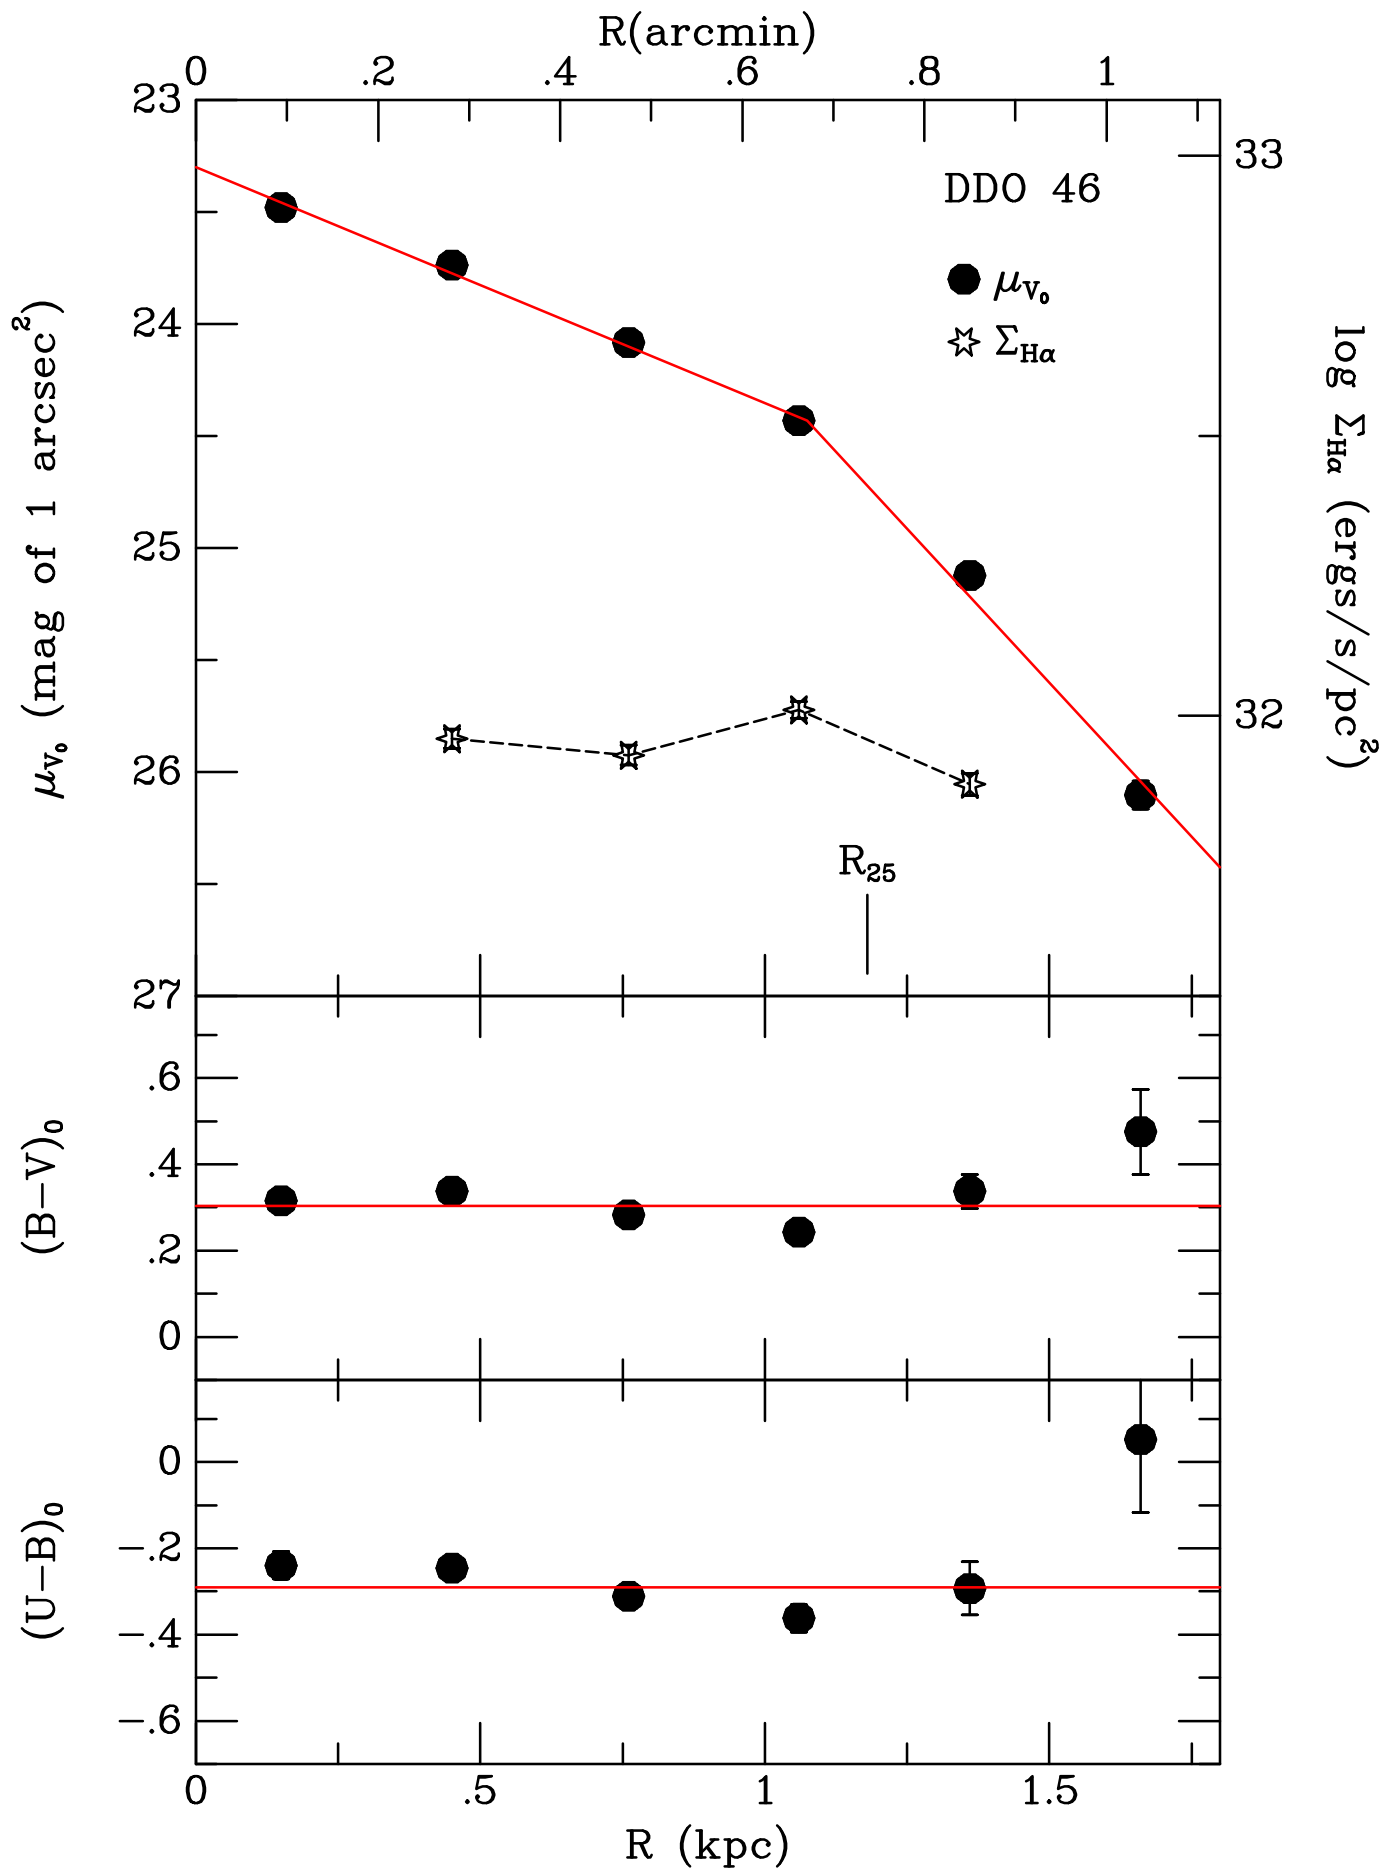 R(arcmin)
0 .2 .4 .6 .8 1
23
24
25
26
27
μV0 (mag of 1 arcsec2)
33
32
log ΣHα (ergs/s/pc2)
DDO 46
μV0
ΣHα
R25
.6
.4
.2
0
(B−V)0
0
−.2
−.4
−.6
(U−B)0
0 .5 1 1.5
R (kpc)